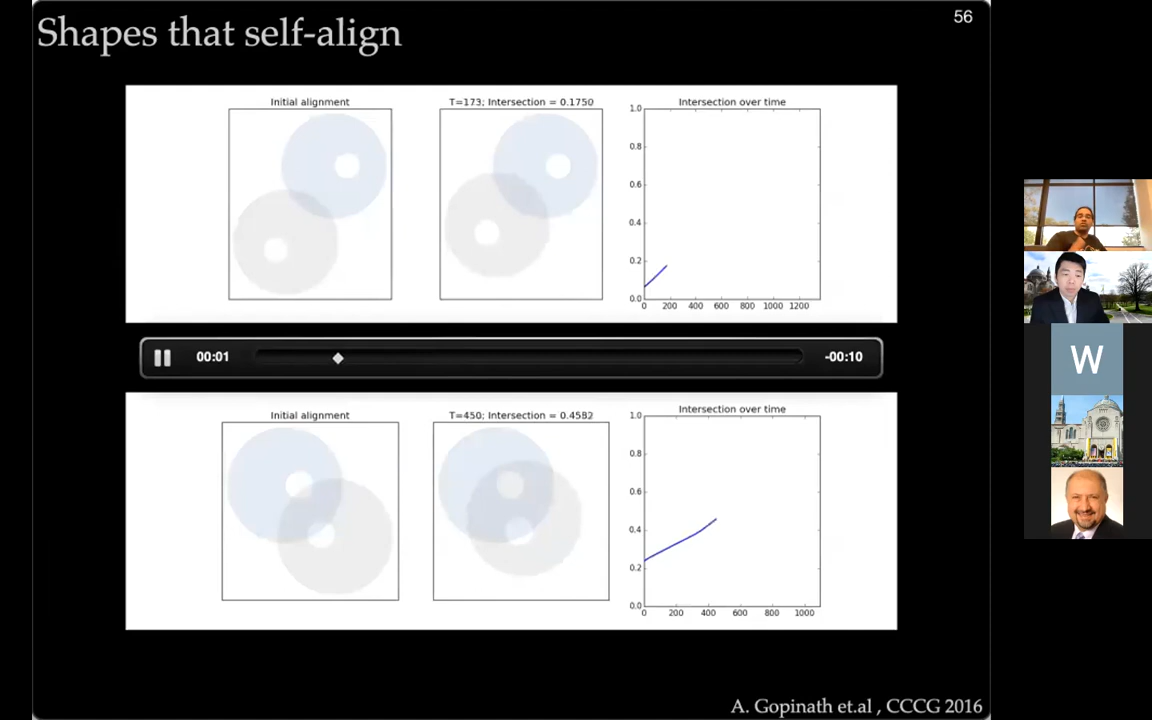 Shapes that self-align
56
Initial alignment
T=173; Intersection = 0.1750
Intersection over time
1.0
0.8
0.6
0.4
0.2
0.0
0 200 400 600 800 1000 1200
00:01
-00:10
Initial alignment
T=450; Intersection = 0.4582
Intersection over time
1.0
0.8
0.6
0.4
0.2
0.0
0 200 400 600 800 1000
W
A. Gopinath et.al , CCCG 2016